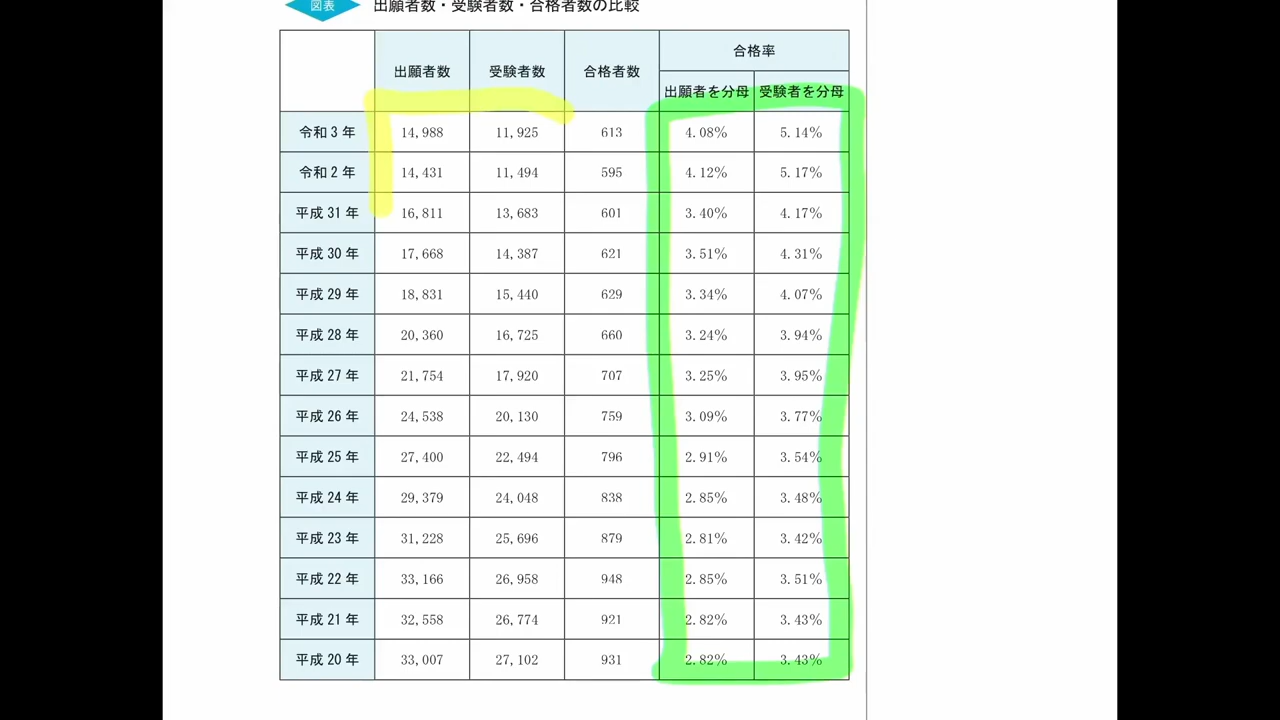 図表 出願者数・受験者数・合格者数の比較
出願者数 受験者数 合格者数 合格率
出願者を分母 受験者を分母
令和3年 14,988 11,925 613 4.08% 5.14%
令和2年 14,431 11,494 595 4.12% 5.17%
平成31年 16,811 13,683 601 3.40% 4.17%
平成30年 17,668 14,387 621 3.51% 4.31%
平成29年 18,831 15,440 629 3.34% 4.07%
平成28年 20,360 16,725 660 3.24% 3.94%
平成27年 21,754 17,920 707 3.25% 3.95%
平成26年 24,538 20,130 759 3.09% 3.77%
平成25年 27,400 22,494 796 2.91% 3.54%
平成24年 29,379 24,048 838 2.85% 3.48%
平成23年 31,228 25,696 879 2.81% 3.42%
平成22年 33,166 26,958 948 2.85% 3.51%
平成21年 32,558 26,774 921 2.82% 3.43%
平成20年 33,007 27,102 931 2.82% 3.43%